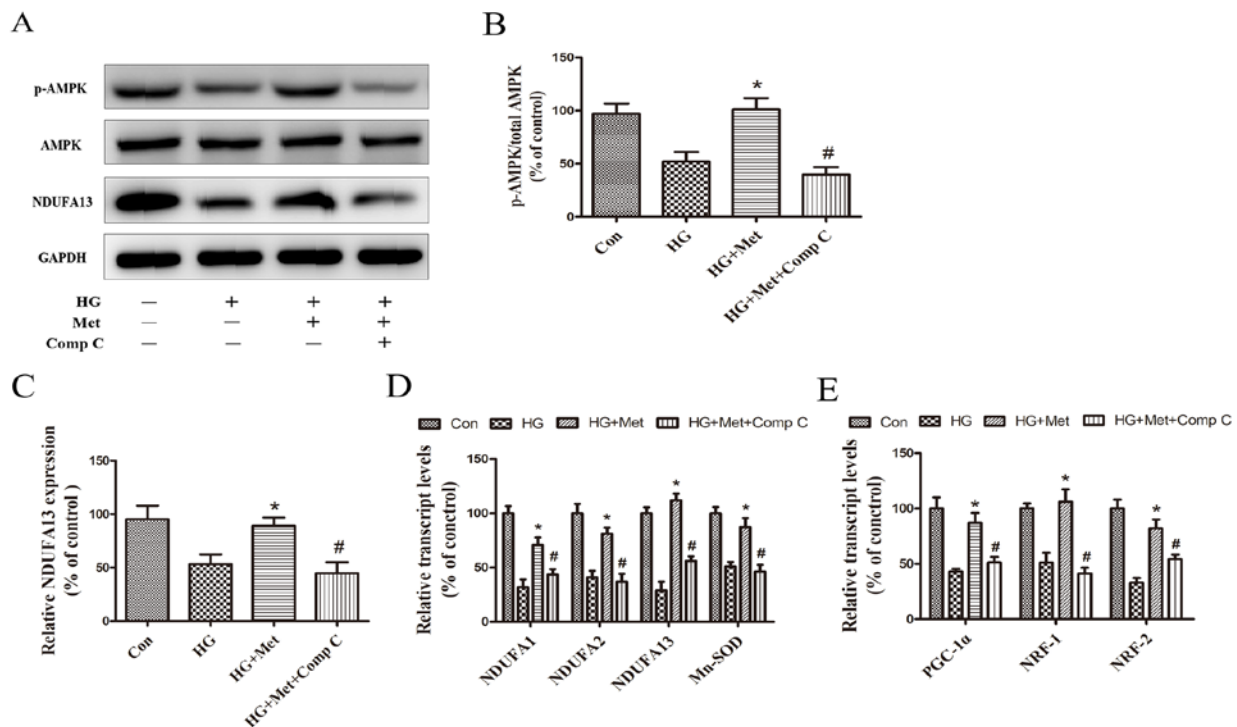 A
p-AMPK
AMPK
NDUFA13
GAPDH
HG — + + +
Met — — + +
Comp C — — — +
B
p-AMPK/total AMPK
(% of control)
150
100
50
0
*
#
Con
HG
HG+Met
HG+Met+Comp C
C
Relative NDUFA13 expression
(% of control )
150
100
50
0
*
#
Con
HG
HG+Met
HG+Met+Comp C
D
Con HG HG+Met HG+Met+Comp C
Relative transcript levels
(% of conctrol)
150
100
50
0
* # * # * # * #
NDUFA1
NDUFA2
NDUFA13
Mn-SOD
E
Con HG HG+Met HG+Met+Comp C
Relative transcript levels
(% of conctrol)
150
100
50
0
* # * # * #
PGC-1α
NRF-1
NRF-2